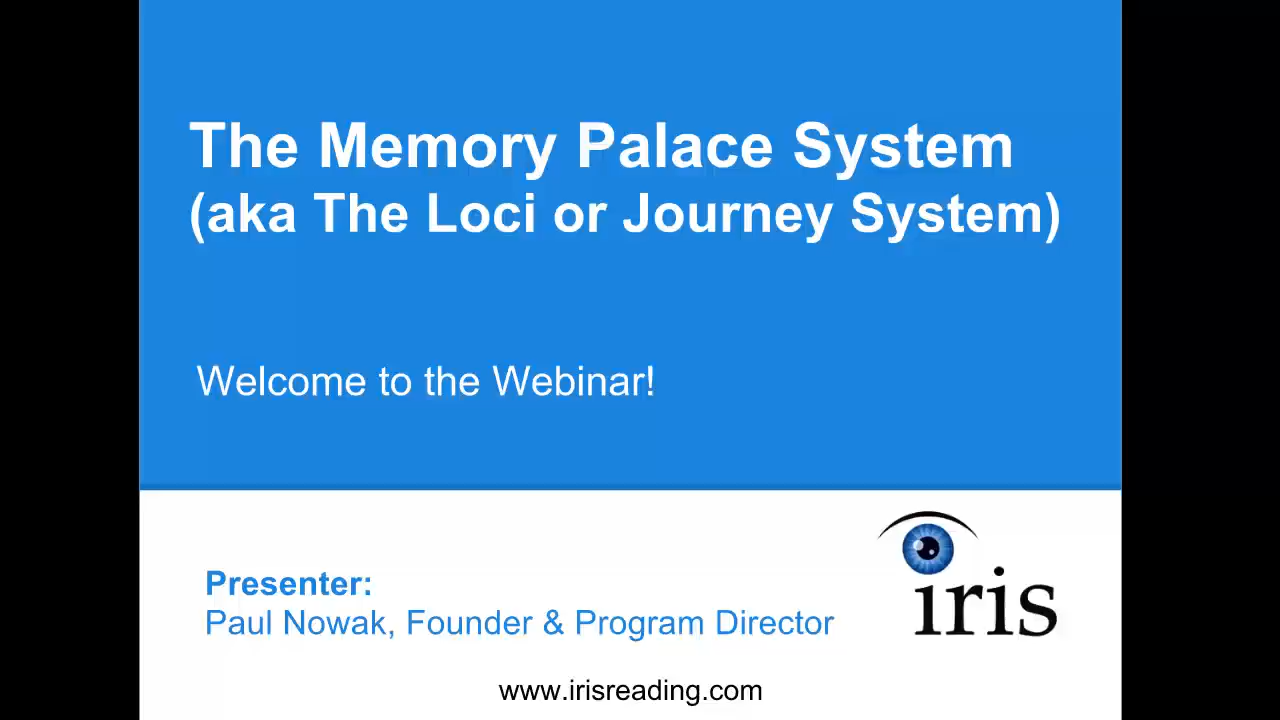 The Memory Palace System
(aka The Loci or Journey System)
Welcome to the Webinar!
Presenter:
Paul Nowak, Founder & Program Director
iris
www.irisreading.com